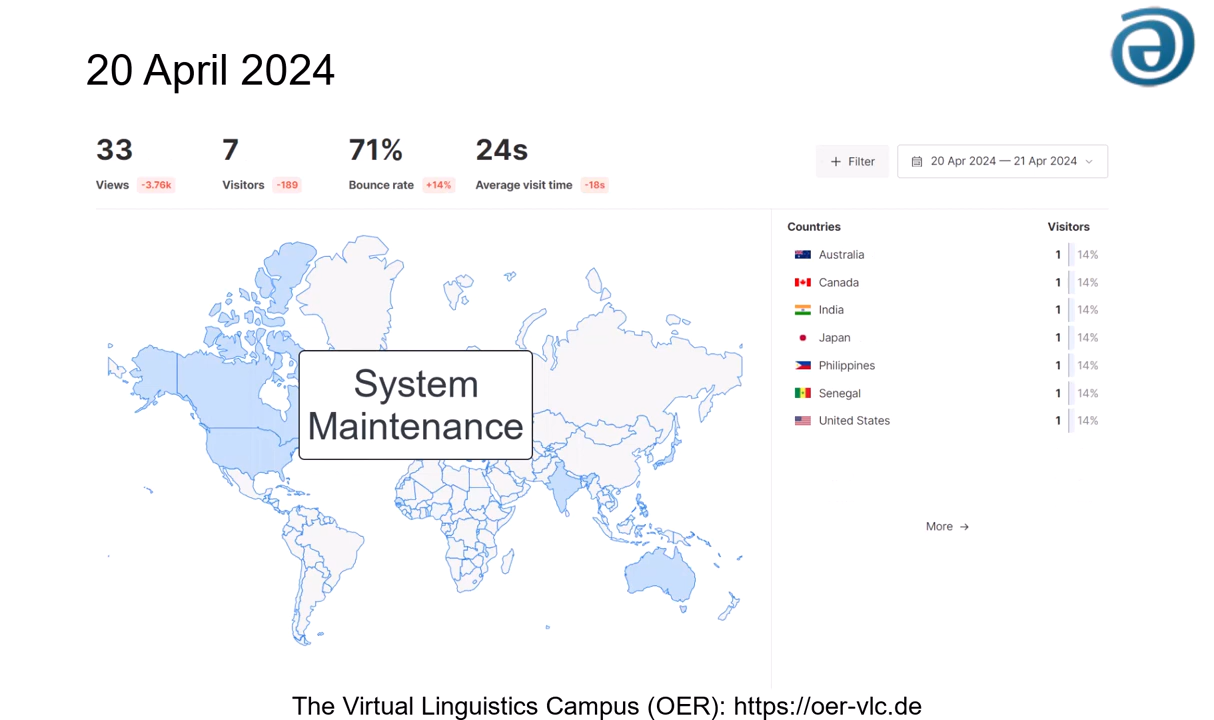 20 April 2024
33
Views -3.76k
7
Visitors -189
71%
Bounce rate +14%
24s
Average visit time -18s
+ Filter
20 Apr 2024 — 21 Apr 2024
Countries Visitors
Australia 1 14%
Canada 1 14%
India 1 14%
Japan 1 14%
Philippines 1 14%
Senegal 1 14%
United States 1 14%
More →
System
Maintenance
The Virtual Linguistics Campus (OER): https://oer-vlc.de